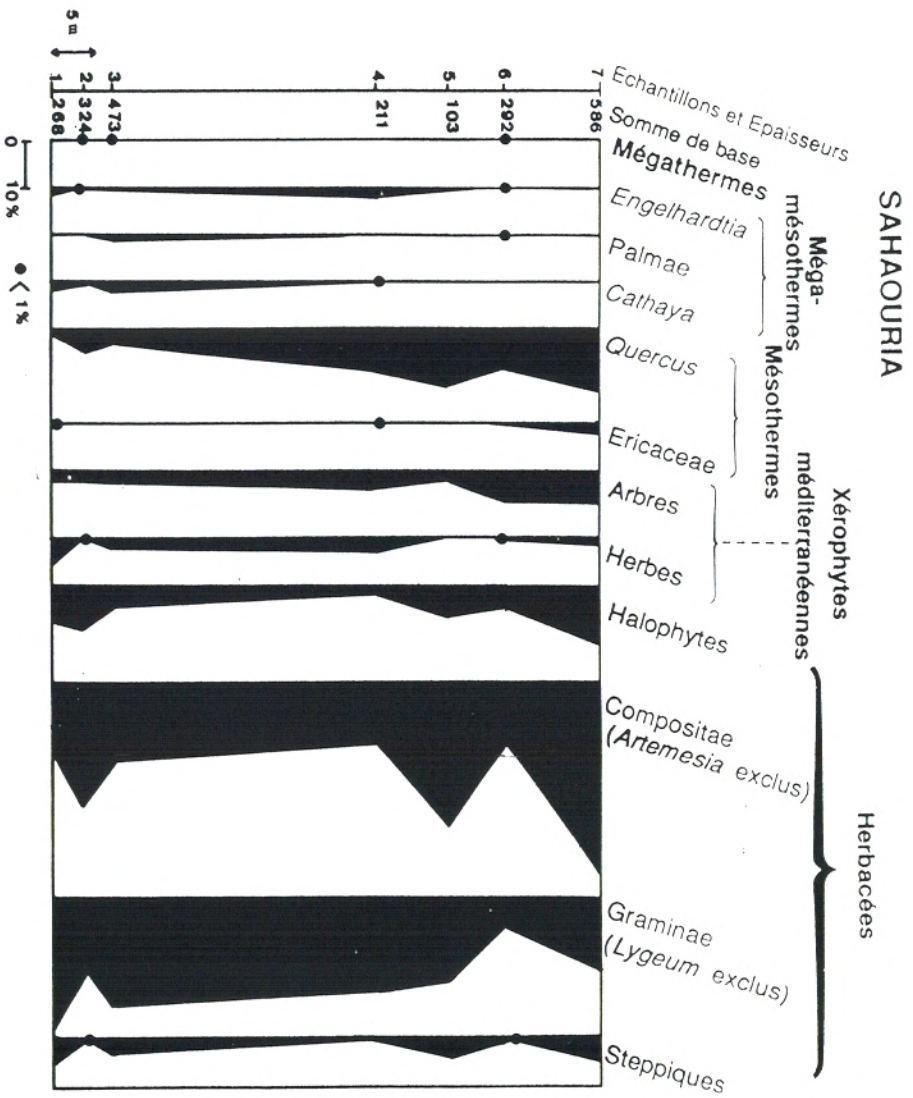 SAHAOURIA
Echantillons et Epaisseurs
Somme de base
Mégathermes
Engelhardtia
Palmae
Cathaya
Méga-
mésothermes
Quercus
Ericaceae
Mésothermes
Arbres
Herbes
Xérophytes
méditerranéennes
Halophytes
Compositae
(Artemesia exclus)
Graminae
(Lygeum exclus)
Steppiques
Herbacées
7 586
6 292
5 103
4 211
3 473
2 324
1 268
5 m
0 10%
● < 1%